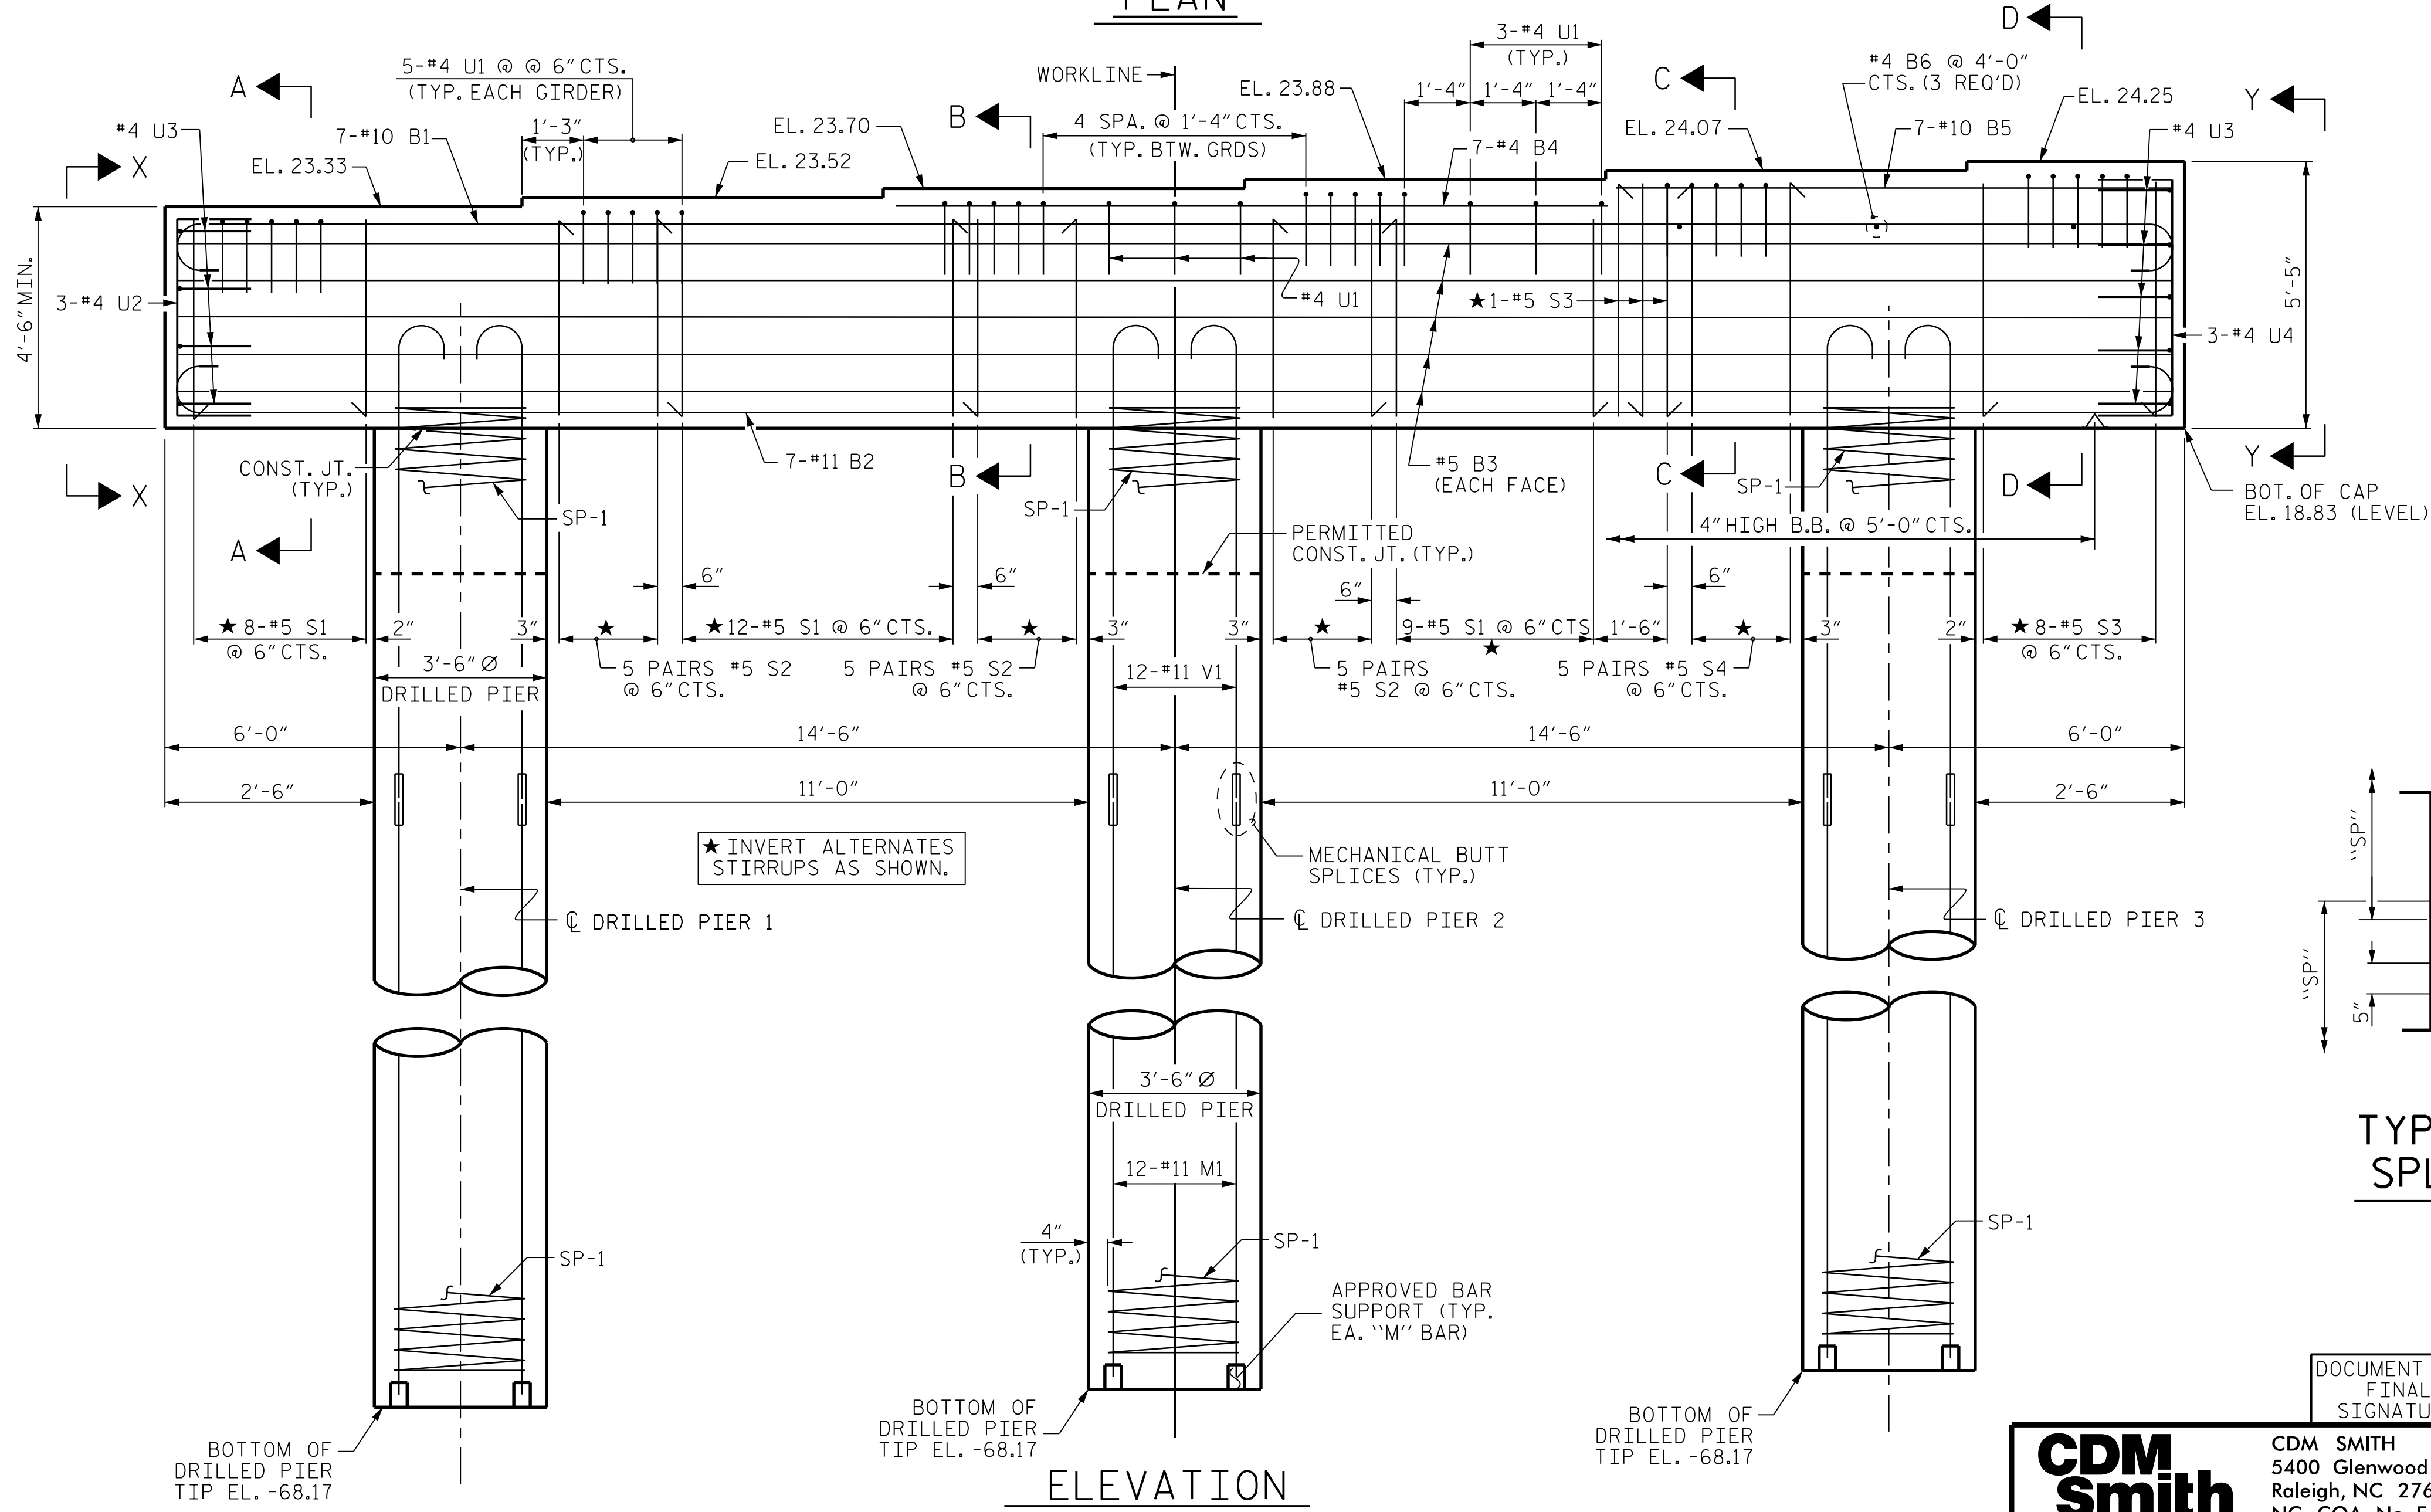 PLAN
D
3-#4 U1
(TYP.)
5-#4 U1 @ @ 6" CTS.
(TYP. EACH GIRDER)
#4 B6 @ 4'-0"
CTS. (3 REQ'D)
WORKLINE
A
EL. 23.88
1'-4"
1'-4"
1'-4"
C
EL. 24.25
Y
B
#4 U3
7-#10 B1
1'-3"
(TYP.)
EL. 23.70
4 SPA. @ 1'-4" CTS.
(TYP. BTW. GRDS)
EL. 24.07
7-#10 B5
#4 U3
X
EL. 23.33
EL. 23.52
7-#4 B4
4'-6" MIN.
3-#4 U2
#4 U1
★1-#5 S3
5'-5"
3-#4 U4
CONST. JT.
(TYP.)
X
7-#11 B2
B
#5 B3
(EACH FACE)
C
D
Y
SP-1
SP-1
SP-1
BOT. OF CAP
EL. 18.83 (LEVEL)
A
PERMITTED
CONST. JT. (TYP.)
4" HIGH B.B. @ 5'-0" CTS.
6"
6"
6"
6"
★ 8-#5 S1
@ 6" CTS.
2"
3"
★
★12-#5 S1 @ 6" CTS.
★
3"
3"
★
9-#5 S1 @ 6" CTS
★
1'-6"
★
3"
2"
★ 8-#5 S3
@ 6" CTS.
3'-6" Ø
DRILLED PIER
5 PAIRS #5 S2
@ 6" CTS.
5 PAIRS #5 S2
@ 6" CTS.
12-#11 V1
5 PAIRS
#5 S2 @ 6" CTS.
5 PAIRS #5 S4
@ 6" CTS.
6'-0"
14'-6"
14'-6"
6'-0"
2'-6"
11'-0"
11'-0"
2'-6"
★ INVERT ALTERNATES
STIRRUPS AS SHOWN.
MECHANICAL BUTT
SPLICES (TYP.)
"SP"
℄ DRILLED PIER 1
℄ DRILLED PIER 2
℄ DRILLED PIER 3
"SP"
5"
3'-6" Ø
DRILLED PIER
12-#11 M1
TYP
SPL
4"
(TYP.)
SP-1
SP-1
SP-1
APPROVED BAR
SUPPORT (TYP.
EA. "M" BAR)
BOTTOM OF
DRILLED PIER
TIP EL. -68.17
BOTTOM OF
DRILLED PIER
TIP EL. -68.17
BOTTOM OF
DRILLED PIER
TIP EL. -68.17
ELEVATION
DOCUMENT
FINAL
SIGNATU
CDM
Smith
CDM SMITH
5400 Glenwood
Raleigh, NC 276
NC COA No. F